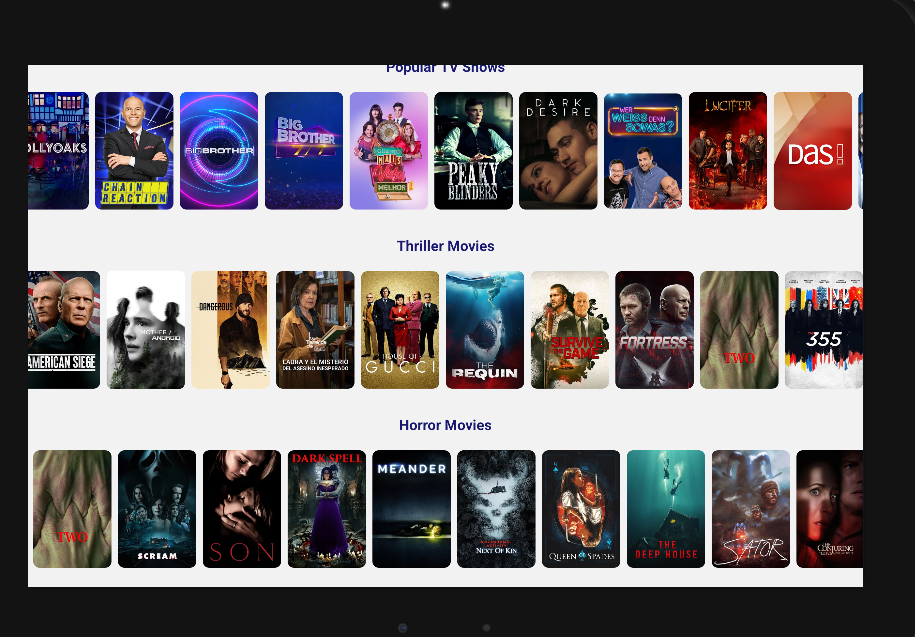 Popular TV Shows
OLLYOAKS
CHAIN
REACTION
BIGBROTHER
BIG
BROTHER
MELHOR
PEAKY
BLINDERS
DARK
DESIRE
WER
WEISS DENN
SOWAS?
LUCIFER
DAS!
Thriller Movies
AMERICAN SIEGE
MOTHER /
ANDROID
DANGEROUS
Y EL MISTERIO
DEL ASESINO INESPERADO
HOUSE OF
GUCCI
THE
REQUIN
SURVIVE
THE GAME
FORTRESS
TWO
355
Horror Movies
TWO
SCREAM
SON
DARK SPELL
MEANDER
NEXT OF KIN
QUEEN OF SPADES
THE
DEEP HOUSE
SATOR
THE
CONJURING